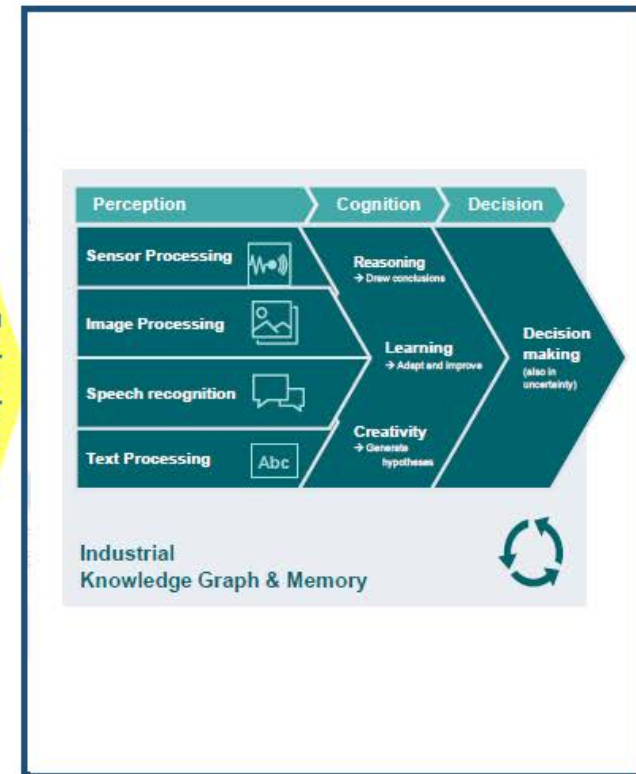 Perception
Cognition
Decision
Sensor Processing
Image Processing
Speech recognition
Text Processing
Abc
Reasoning
→ Draw conclusions
Learning
→ Adapt and improve
Creativity
→ Generate
hypotheses
Decision
making
(also in
uncertainty)
Industrial
Knowledge Graph & Memory